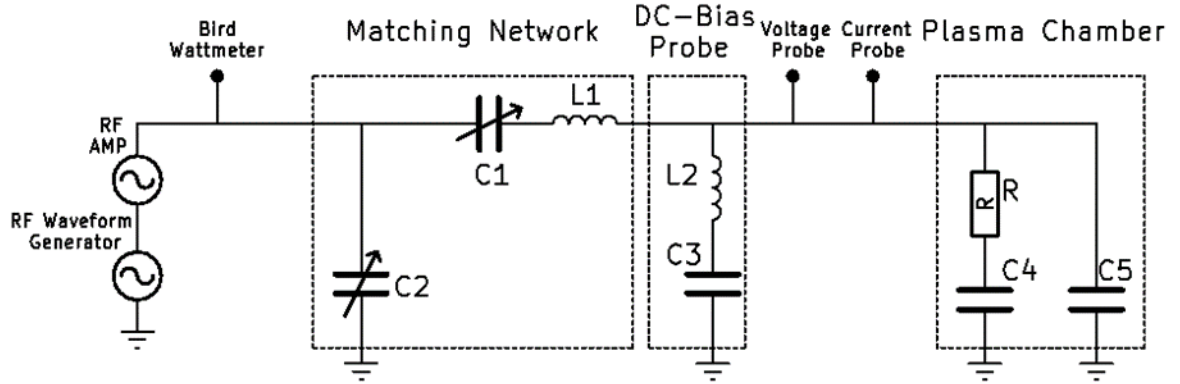 Bird
Wattmeter
Matching Network
DC-Bias
Probe
Voltage
Probe
Current
Probe
Plasma Chamber
RF
AMP
RF Waveform
Generator
C1
L1
C2
L2
C3
R
R
C4
C5